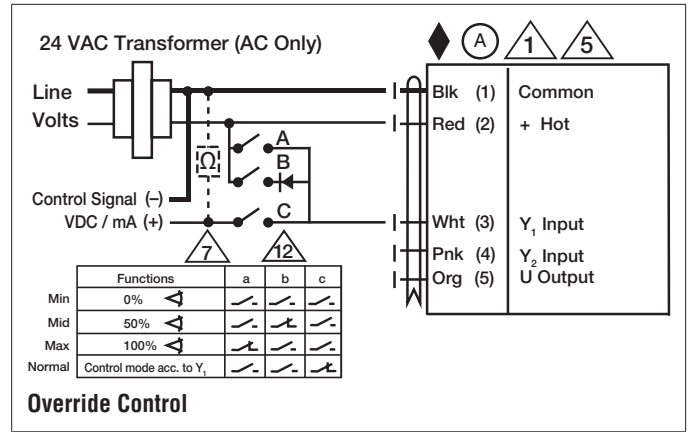 24 VAC Transformer (AC Only)
A 1 5
Line
Volts
Blk (1) Common
Red (2) + Hot
A
B
C
Ω
Control Signal (–)
VDC / mA (+)
Wht (3) Y₁ Input
Pnk (4) Y₂ Input
Org (5) U Output
7 12
Functions a b c
Min 0%
Mid 50%
Max 100%
Normal Control mode acc. to Y₁
Override Control